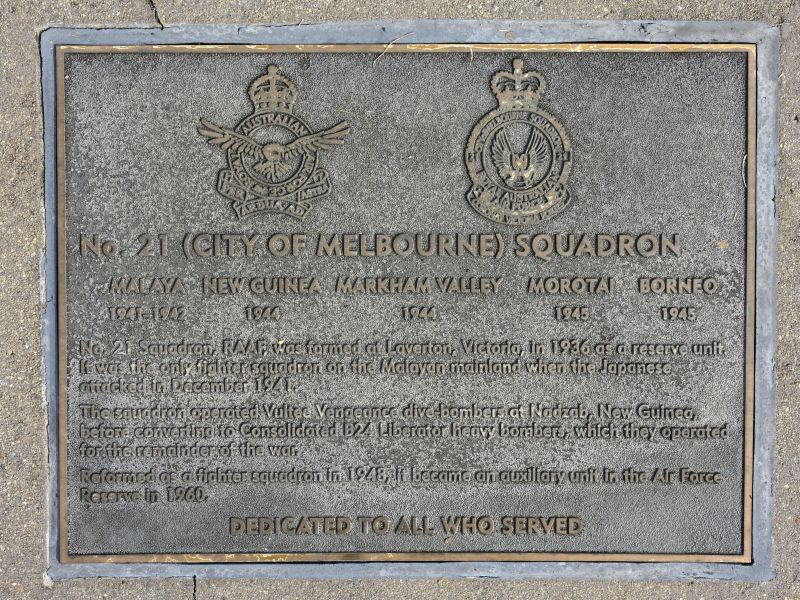 AUSTRALIAN
No. 21 (CITY OF MELBOURNE) SQUADRON
MALAYA NEW GUINEA MARKHAM VALLEY MOROTAI BORNEO
1941-1942 1944 1944 1945 1945
No. 21 Squadron, RAAF, was formed at Laverton, Victoria, in 1936 as a reserve unit.
It was the only fighter squadron on the Malayan mainland when the Japanese
attacked in December 1941.
The squadron operated Vultee Vengeance dive-bombers at Nadzab, New Guinea,
before converting to Consolidated B24 Liberator heavy bombers, which they operated
for the remainder of the war.
Reformed as a fighter squadron in 1948, it became an auxiliary unit in the Air Force
Reserve in 1960.
DEDICATED TO ALL WHO SERVED